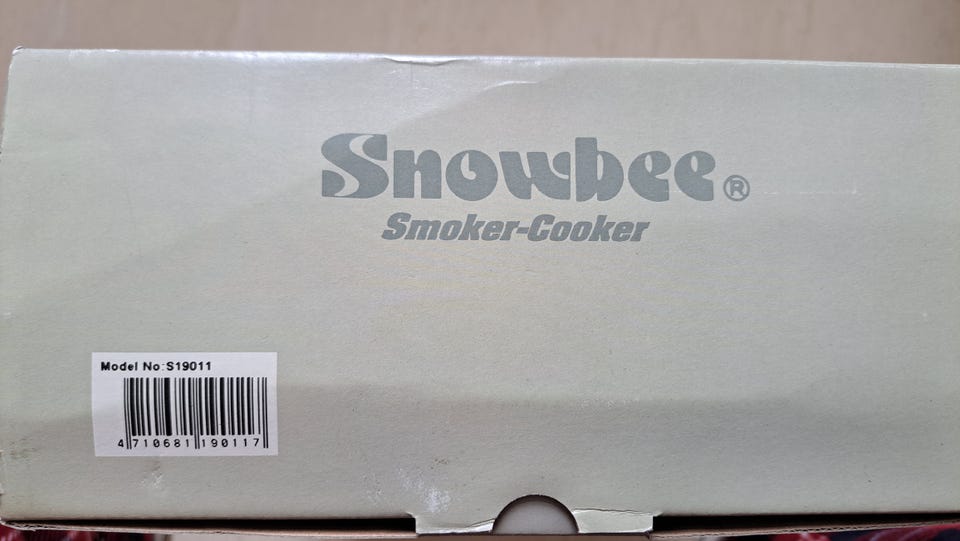 Snowbee®
Smoker-Cooker
Model No:S19011
4 710681 190117